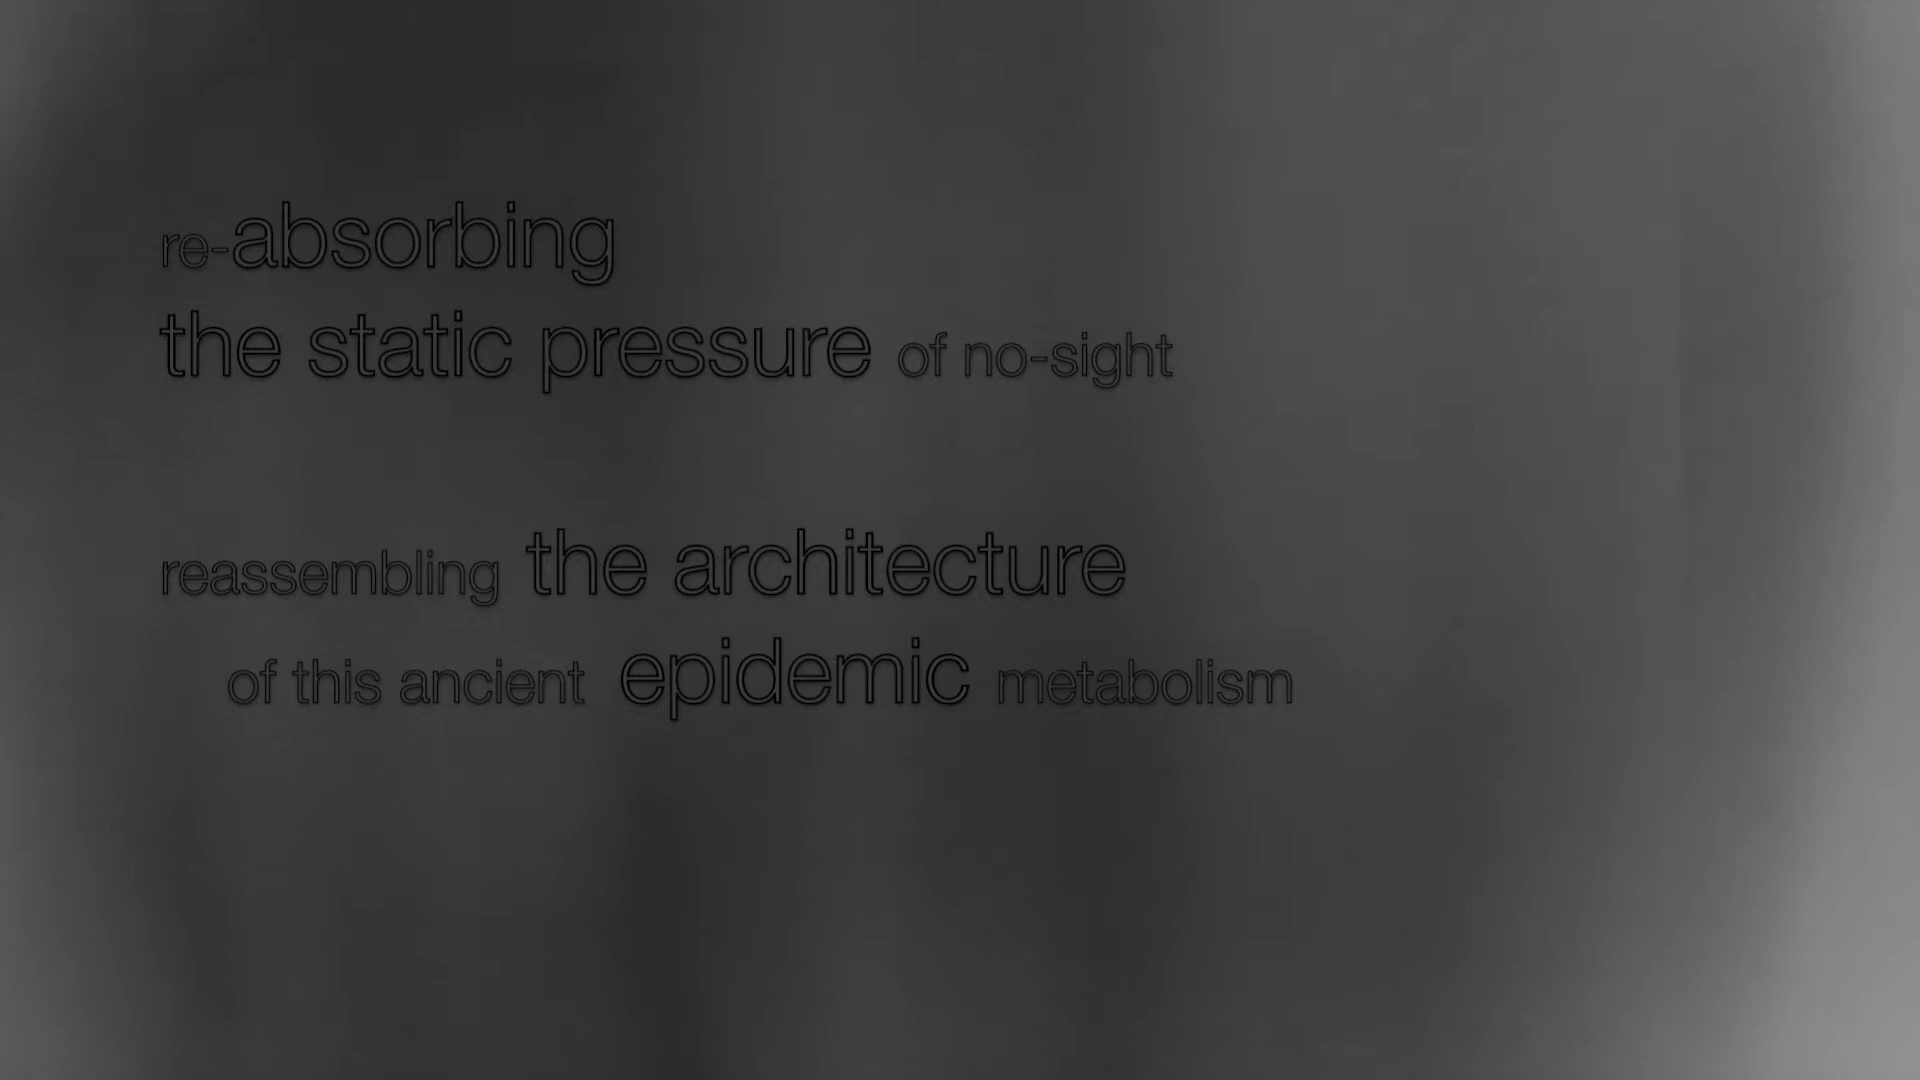 re-absorbing
the static pressure of no-sight
reassembling the architecture
of this ancient epidemic metabolism